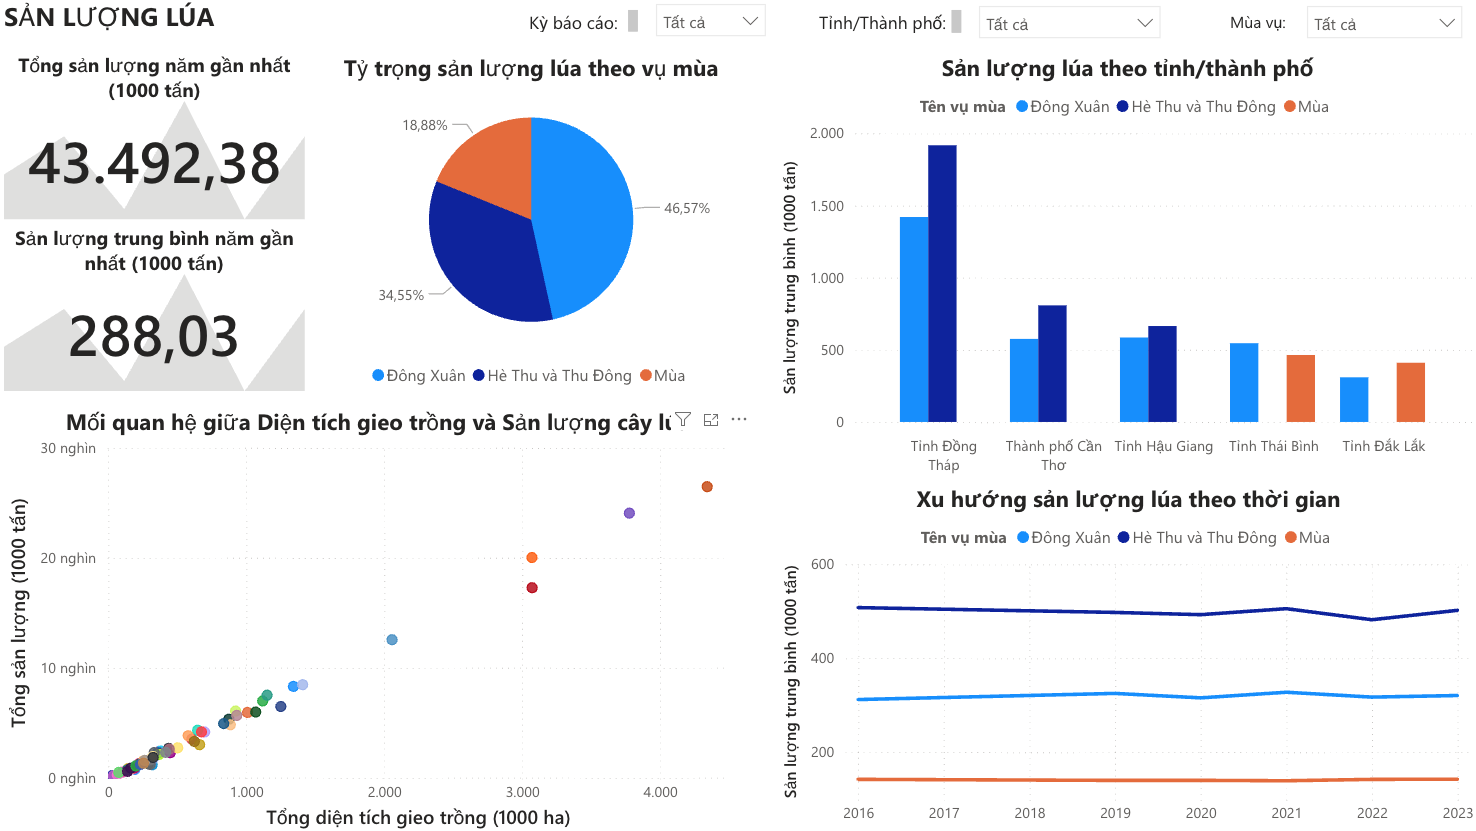 SẢN LƯỢNG LÚA
Kỳ báo cáo:
Tất cả
Tỉnh/Thành phố:
Tất cả
Mùa vụ:
Tất cả
Tổng sản lượng năm gần nhất
(1000 tấn)
43.492,38
Sản lượng trung bình năm gần
nhất (1000 tấn)
288,03
Tỷ trọng sản lượng lúa theo vụ mùa
18,88%
46,57%
34,55%
Đông Xuân
Hè Thu và Thu Đông
Mùa
Sản lượng lúa theo tỉnh/thành phố
Tên vụ mùa
Đông Xuân
Hè Thu và Thu Đông
Mùa
Sản lượng trung bình (1000 tấn)
2.000
1.500
1.000
500
0
Tỉnh Đồng
Tháp
Thành phố Cần
Thơ
Tỉnh Hậu Giang
Tỉnh Thái Bình
Tỉnh Đắk Lắk
Mối quan hệ giữa Diện tích gieo trồng và Sản lượng cây
Tổng sản lượng (1000 tấn)
30 nghìn
20 nghìn
10 nghìn
0 nghìn
0
1.000
2.000
3.000
4.000
Tổng diện tích gieo trồng (1000 ha)
Xu hướng sản lượng lúa theo thời gian
Tên vụ mùa
Đông Xuân
Hè Thu và Thu Đông
Mùa
Sản lượng trung bình (1000 tấn)
600
400
200
2016
2017
2018
2019
2020
2021
2022
2023